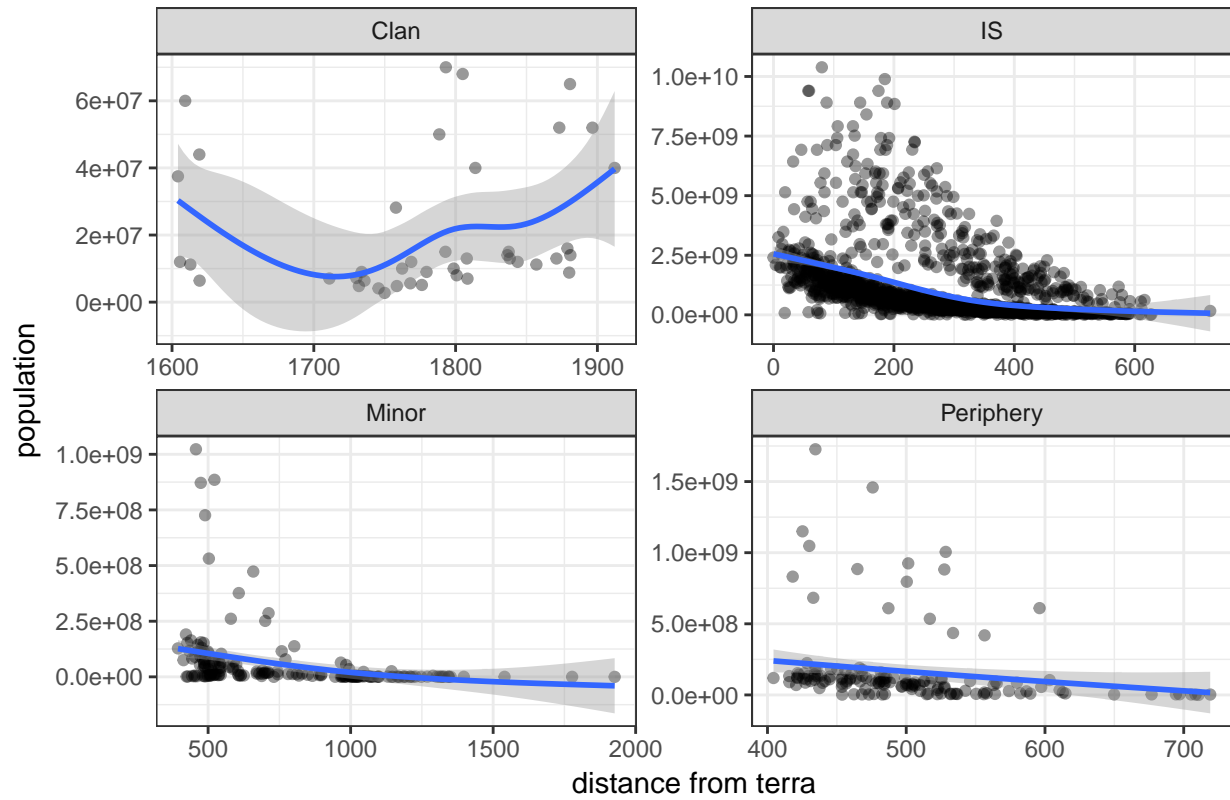 Clan
IS
6e+07
4e+07
2e+07
0e+00
1600 1700 1800 1900
1.0e+10
7.5e+09
5.0e+09
2.5e+09
0.0e+00
0 200 400 600
Minor
Periphery
1.0e+09
7.5e+08
5.0e+08
2.5e+08
0.0e+00
500 1000 1500 2000
1.5e+09
1.0e+09
5.0e+08
0.0e+00
400 500 600 700
population
distance from terra